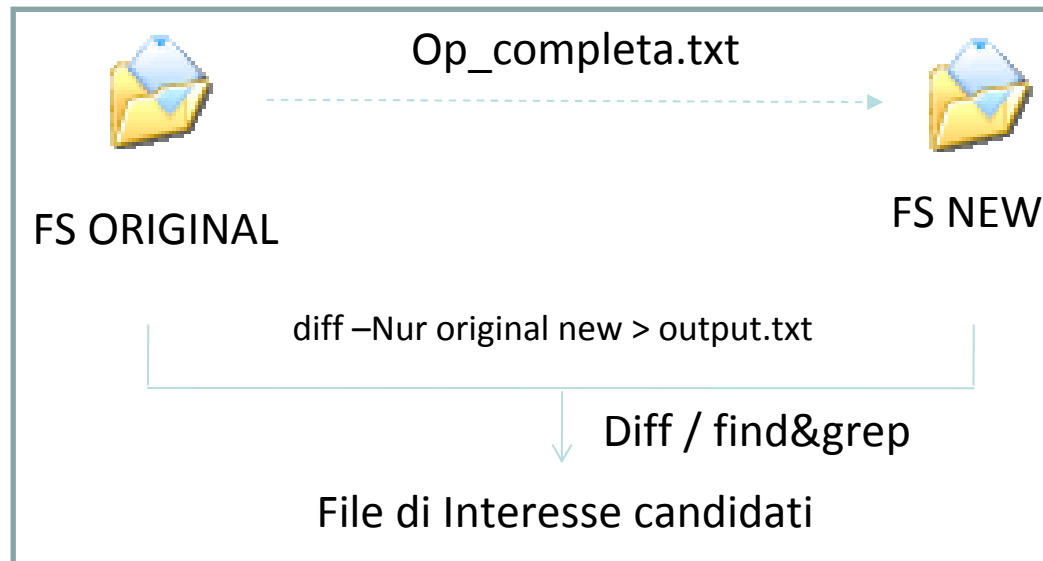 Op_completa.txt
FS ORIGINAL
FS NEW
diff –Nur original new > output.txt
Diff / find&grep
File di Interesse candidati